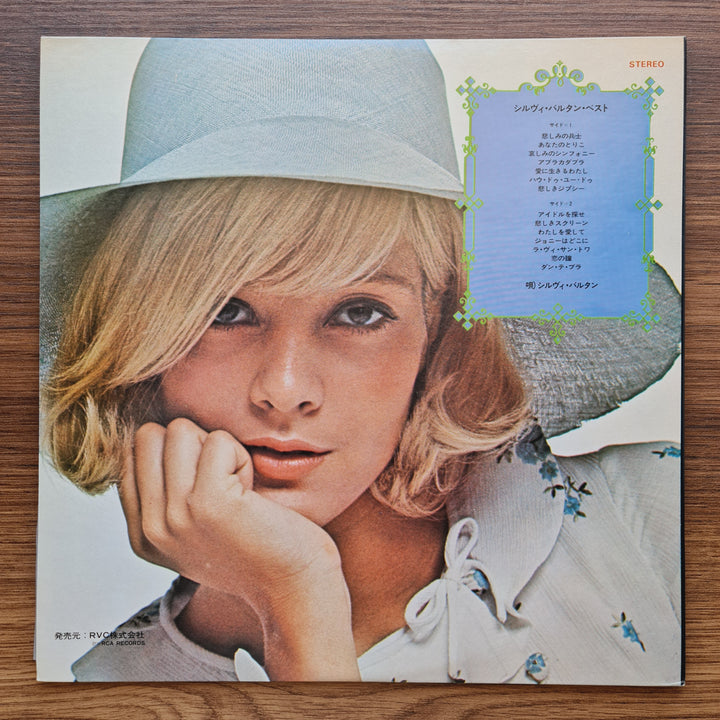 STEREO
シルヴィ・バルタン・ベスト
サイド=1
悲しみの兵士
あなたのとりこ
哀しみのシンフォニー
アブラカダブラ
愛に生きるわたし
ハウ・ドゥ・ユー・ドゥ
悲しきジプシー
サイド=2
アイドルを探せ
悲しきスクリーン
わたしを愛して
ジョニーはどこに
ラ・ヴィ・サン・トワ
恋の瞳
ダン・テ・ブラ
唄)シルヴィ・バルタン
発売元:RVC株式会社
RCA RECORDS